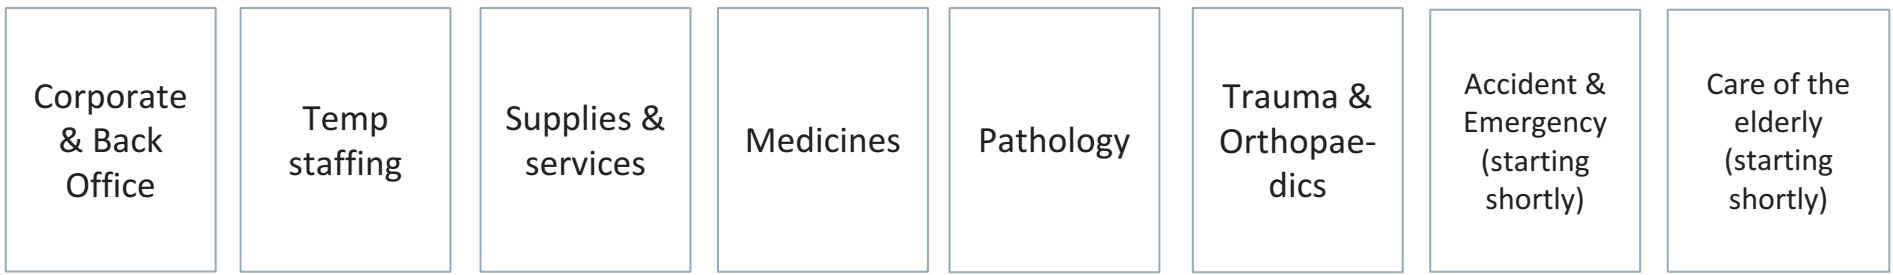 Corporate
& Back
Office
Temp
staffing
Supplies &
services
Medicines
Pathology
Trauma &
Orthopae-
dics
Accident &
Emergency
(starting
shortly)
Care of the
elderly
(starting
shortly)